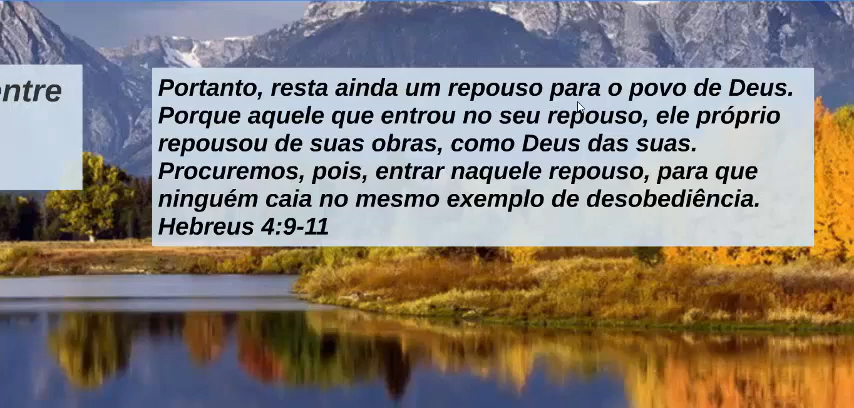 entre
Portanto, resta ainda um repouso para o povo de Deus.
Porque aquele que entrou no seu repouso, ele próprio
repousou de suas obras, como Deus das suas.
Procuremos, pois, entrar naquele repouso, para que
ninguém caia no mesmo exemplo de desobediência.
Hebreus 4:9-11